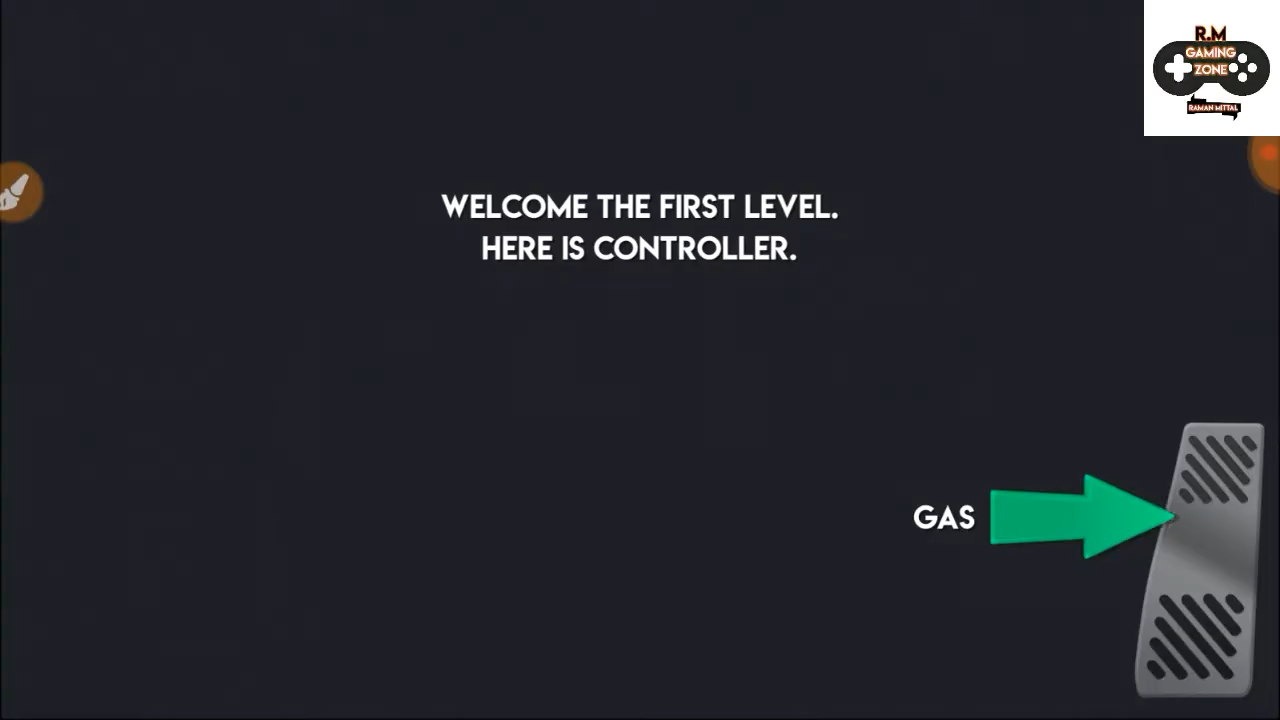 R.M
GAMING
ZONE
RAMAN MITTAL
WELCOME THE FIRST LEVEL.
HERE IS CONTROLLER.
GAS